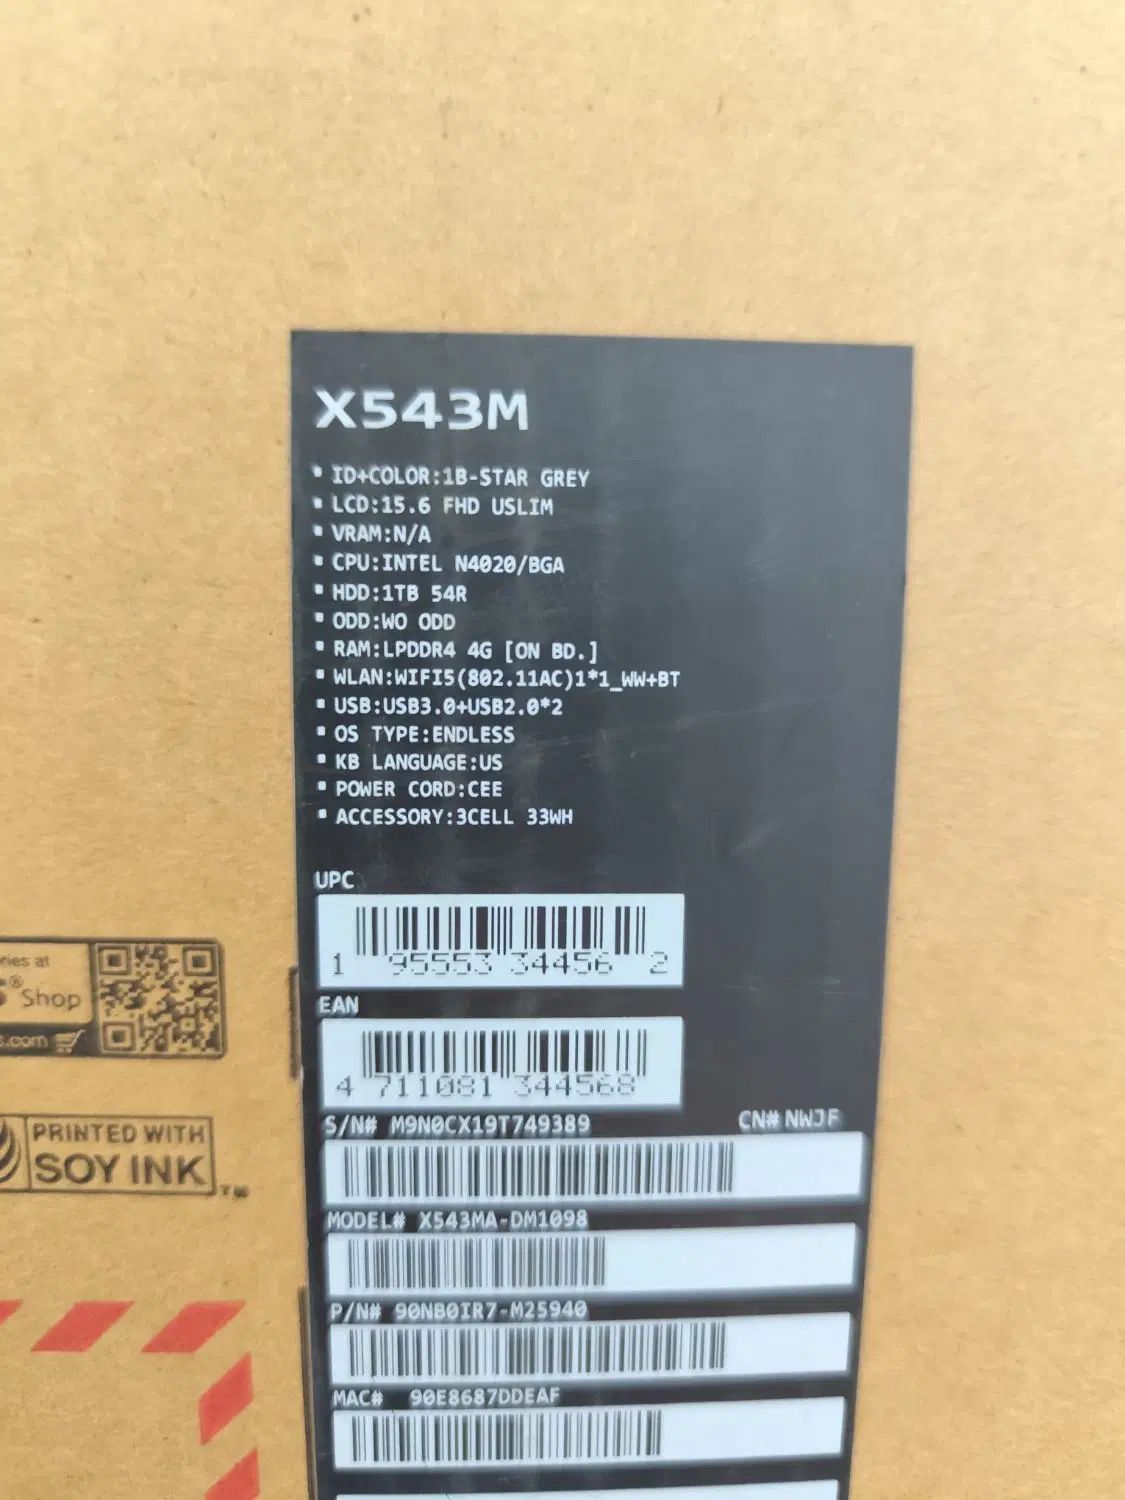 X543M
▪ ID+COLOR:1B-STAR GREY
▪ LCD:15.6 FHD USLIM
▪ VRAM:N/A
▪ CPU:INTEL N4020/BGA
▪ HDD:1TB 54R
▪ ODD:WO ODD
▪ RAM:LPDDR4 4G [ON BD.]
▪ WLAN:WIFI5(802.11AC)1*1_WW+BT
▪ USB:USB3.0+USB2.0*2
▪ OS TYPE:ENDLESS
▪ KB LANGUAGE:US
▪ POWER CORD:CEE
▪ ACCESSORY:3CELL 33WH
UPC
1 95553 34456 2
EAN
4 711081 344568
S/N# M9N0CX19T749389 CN# NWJF
MODEL# X543MA-DM1098
P/N# 90NB0IR7-M25940
MAC# 90E8687DDEAF
ries at
® Shop
s.com
PRINTED WITH
SOY INK
TM